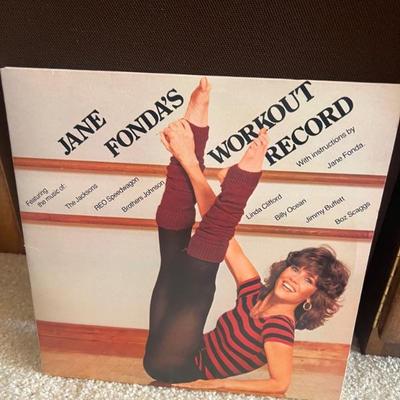 JANE FONDA'S WORKOUT RECORD
With instructions by
Jane Fonda.
Featuring
the music of:
The Jacksons
REO Speedwagon
Brothers Johnson
Linda Clifford
Billy Ocean
Jimmy Buffett
Boz Scaggs